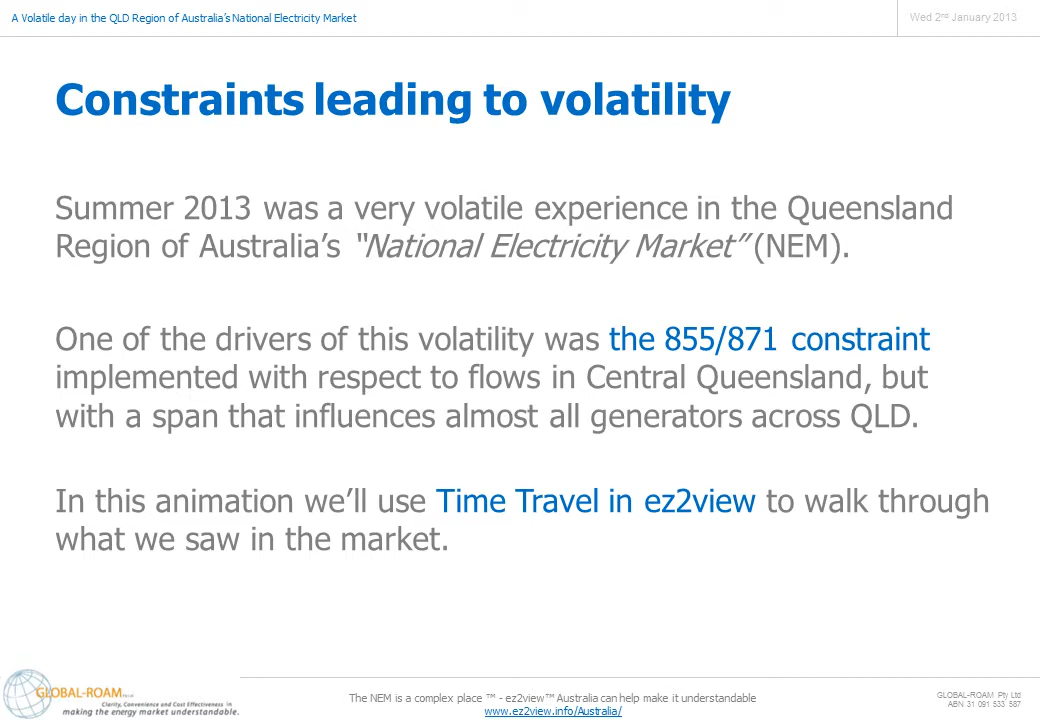 A Volatile day in the QLD Region of Australia's National Electricity Market
Wed 2nd January 2013
Constraints leading to volatility
Summer 2013 was a very volatile experience in the Queensland
Region of Australia's "National Electricity Market" (NEM).
One of the drivers of this volatility was the 855/871 constraint
implemented with respect to flows in Central Queensland, but
with a span that influences almost all generators across QLD.
In this animation we'll use Time Travel in ez2view to walk through
what we saw in the market.
GLOBAL-ROAM
Clarity, Convenience and Cost Effectiveness in
making the energy market understandable.
The NEM is a complex place ™ - ez2view™ Australia can help make it understandable
www.ez2view.info/Australia/
GLOBAL-ROAM Pty Ltd
ABN 31 091 533 587